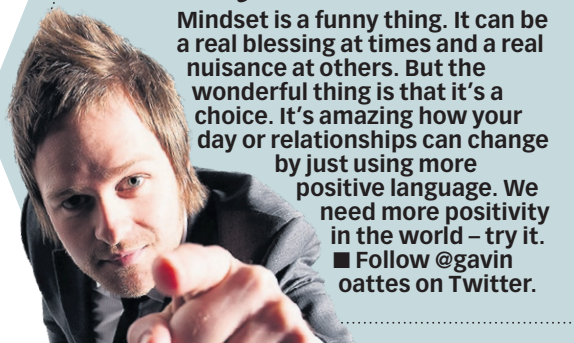 Mindset is a funny thing. It can be
a real blessing at times and a real
nuisance at others. But the
wonderful thing is that it’s a
choice. It’s amazing how your
day or relationships can change
by just using more
positive language. We
need more positivity
in the world – try it.
■ Follow @gavin
oattes on Twitter.